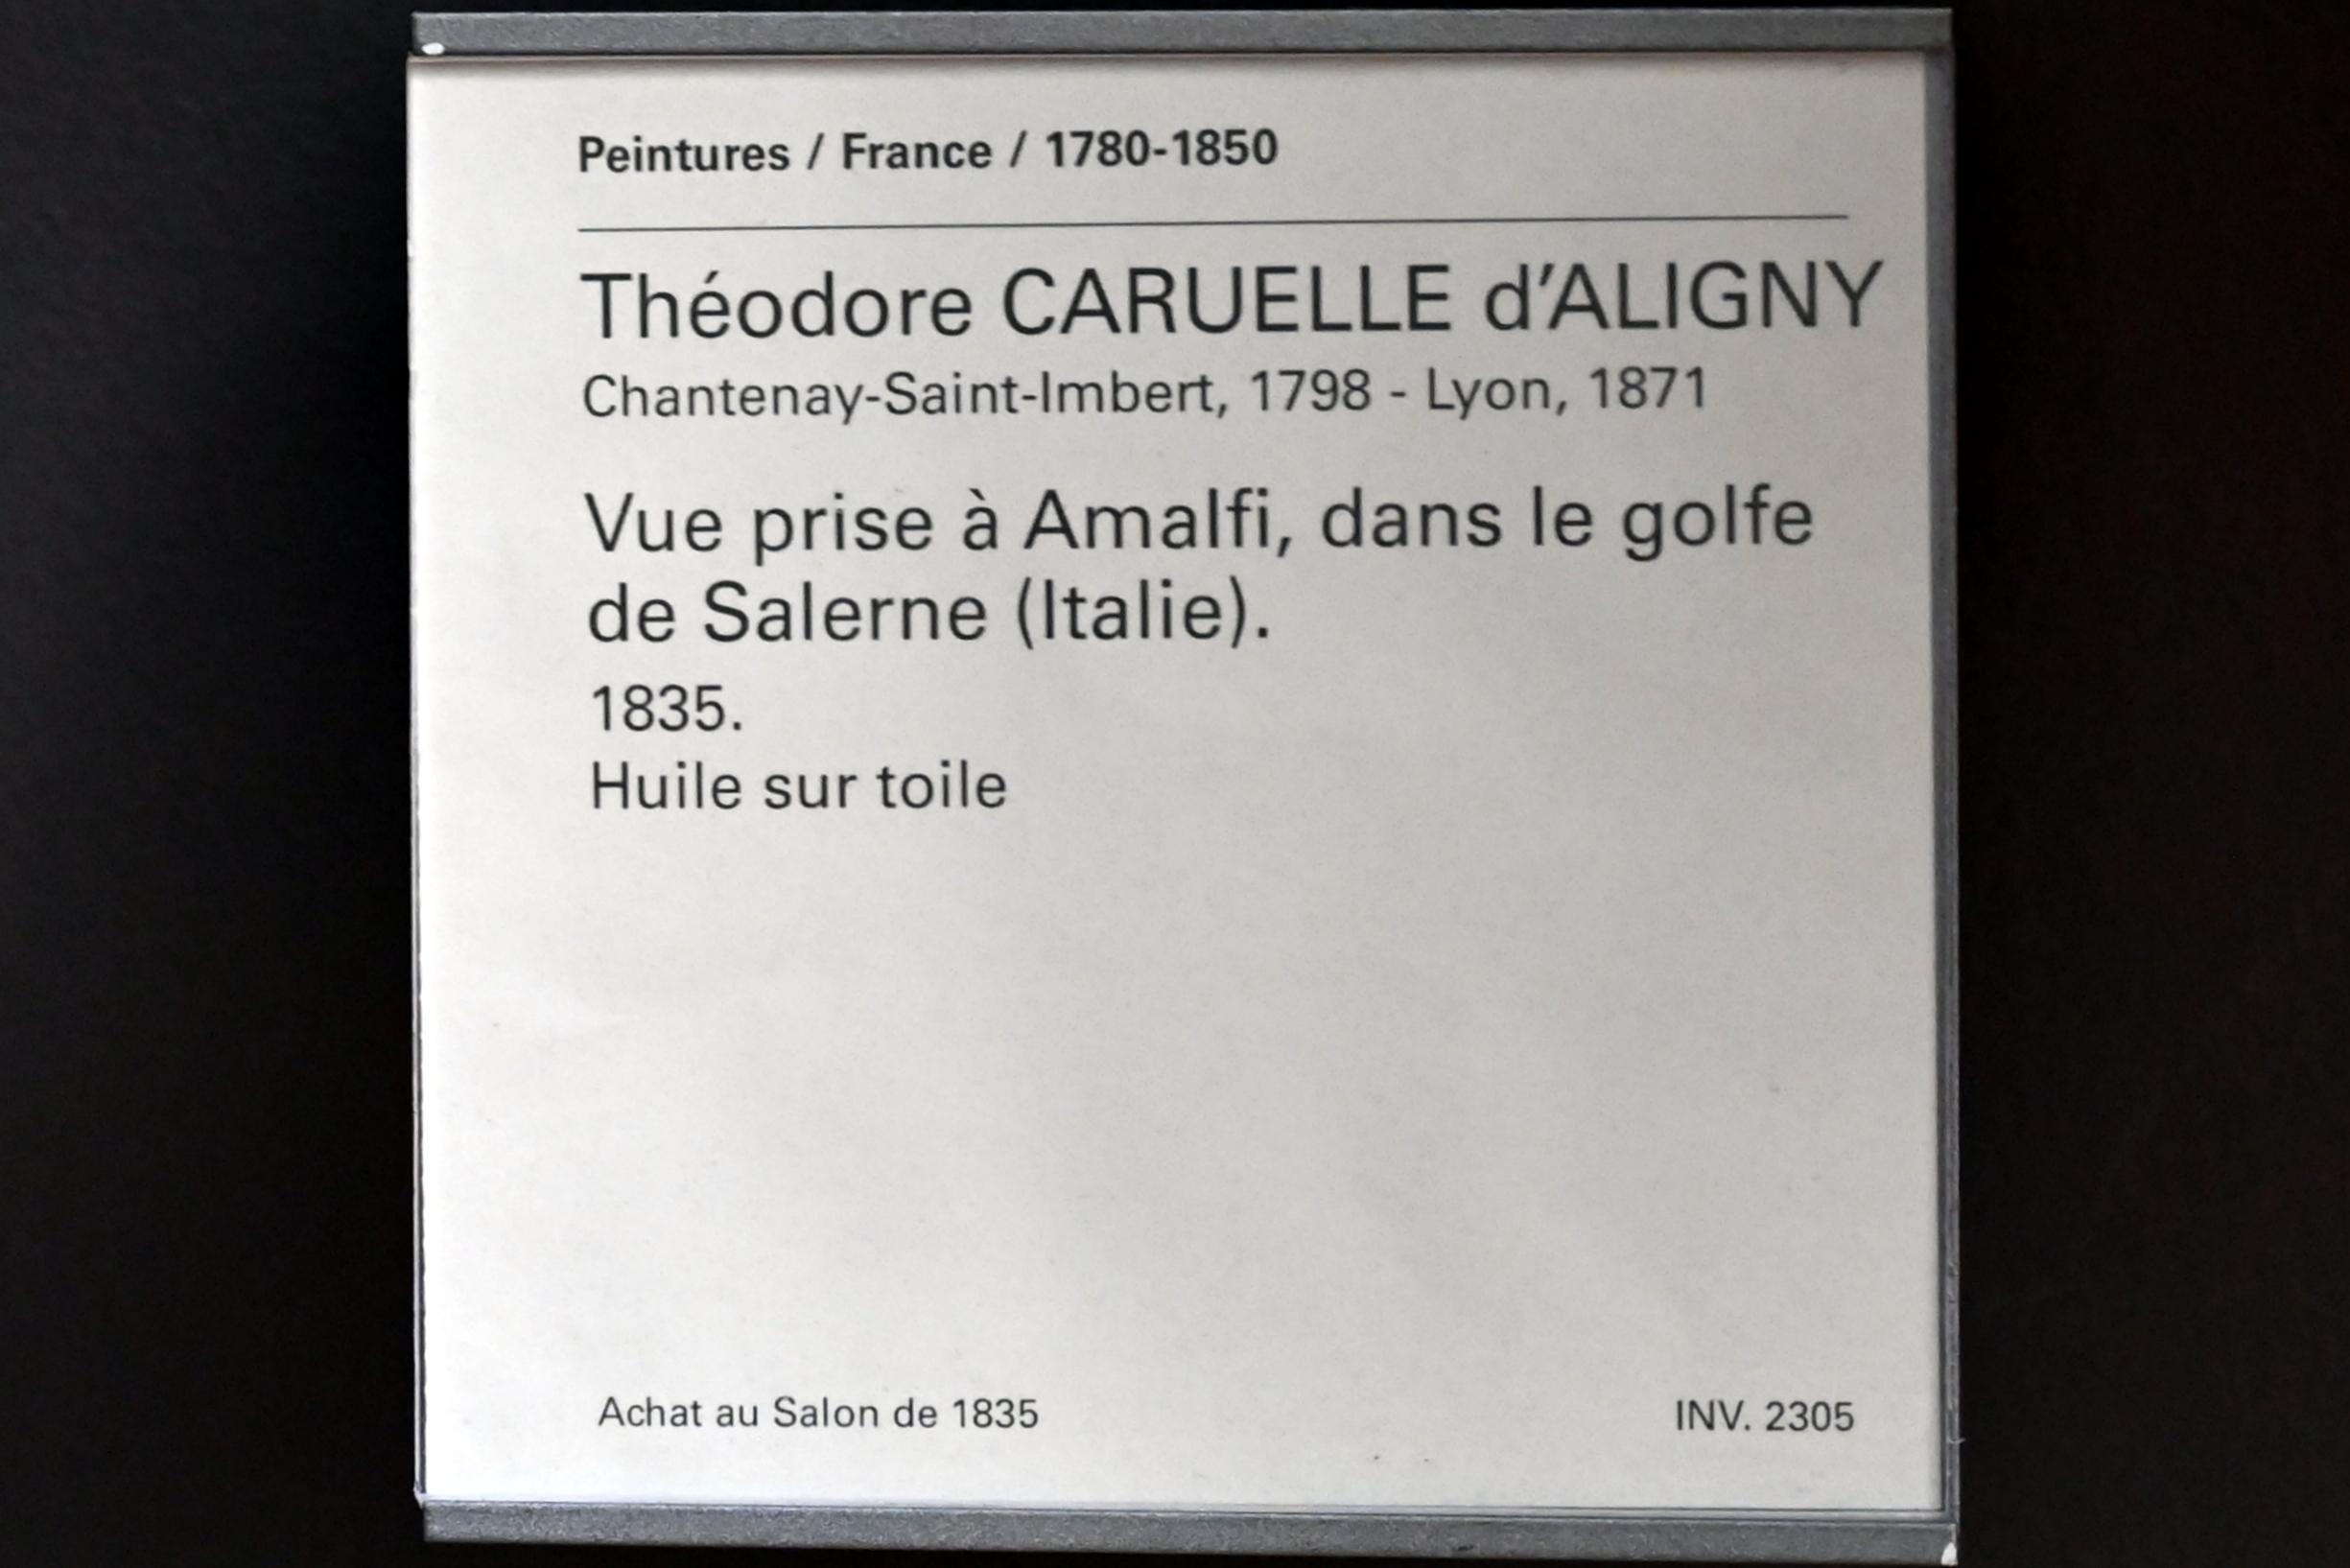 Peintures / France / 1780-1850
Théodore CARUELLE d'ALIGNY
Chantenay-Saint-Imbert, 1798 - Lyon, 1871
Vue prise à Amalfi, dans le golfe
de Salerne (Italie).
1835.
Huile sur toile
Achat au Salon de 1835
INV. 2305